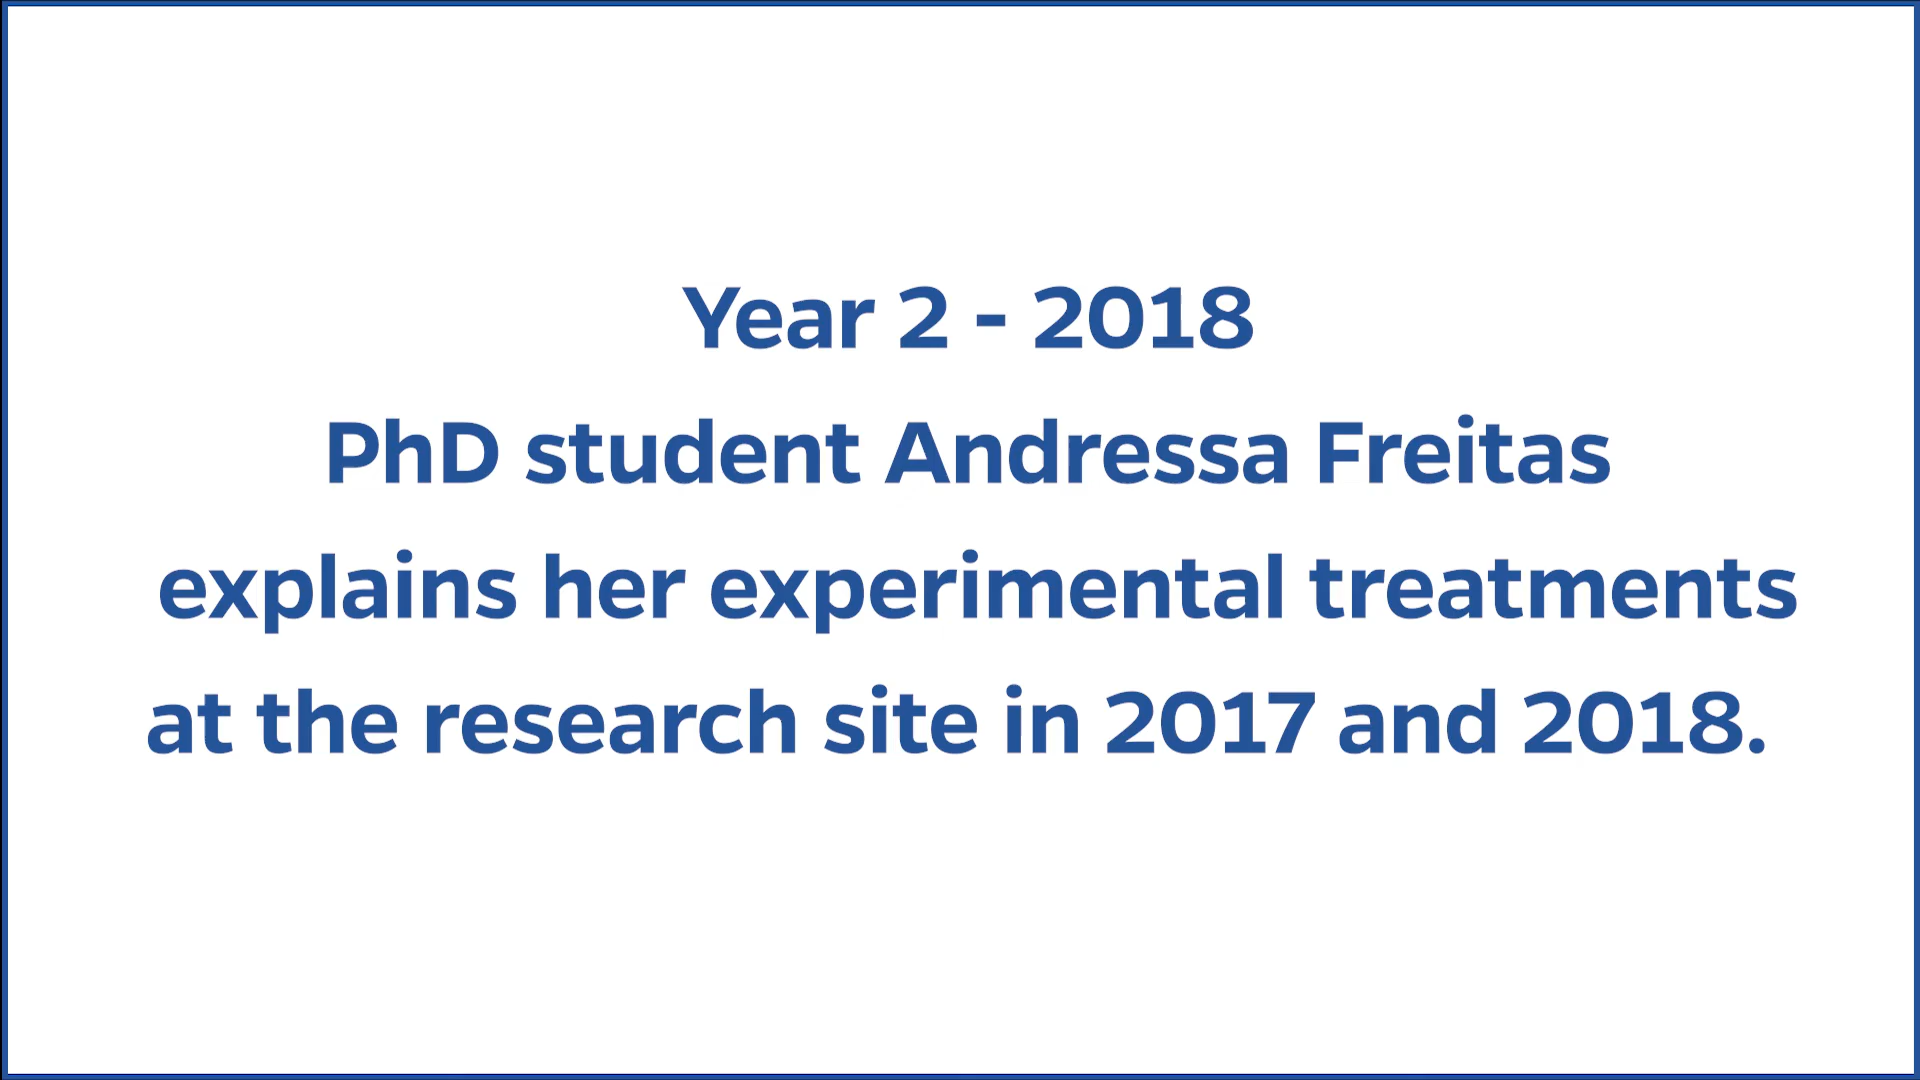 Year 2 - 2018
PhD student Andressa Freitas
explains her experimental treatments
at the research site in 2017 and 2018.